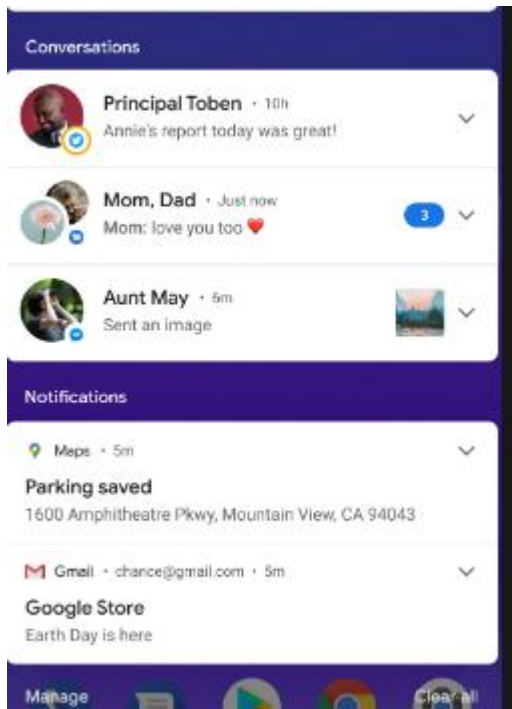 Conversations
Principal Toben • 10h
Annie's report today was great!
Mom, Dad • Just now
Mom: love you too ❤️
3
Aunt May • 5m
Sent an image
Notifications
Maps • 5m
Parking saved
1600 Amphitheatre Pkwy, Mountain View, CA 94043
Gmail • chance@gmail.com • 5m
Google Store
Earth Day is here
Manage
Clear all